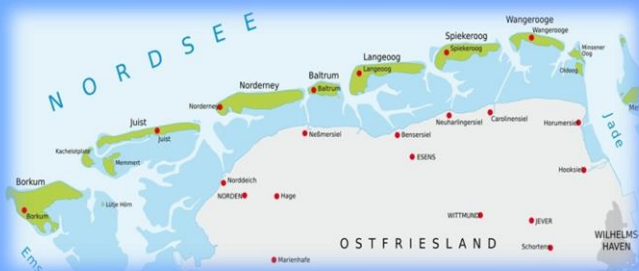 NORDSEE
Wangerooge
Wangerooge
Spiekeroog
Spiekeroog
Minsener
Oog
Oldoog
Langeoog
Langeoog
Baltrum
Baltrum
Norderney
Norderney
Juist
Juist
Kachelotplate
Memmert
Borkum
Borkum
Lütje Hörn
Neßmersiel
Bensersiel
Neuharlingersiel
Carolinensiel
Horumersiel
Jade
ESENS
Hooksiel
Norddeich
NORDEN
Hage
WITTMUND
JEVER
WILHELMS-
HAVEN
OSTFRIESLAND
Schortens
Marienhafe
Ems